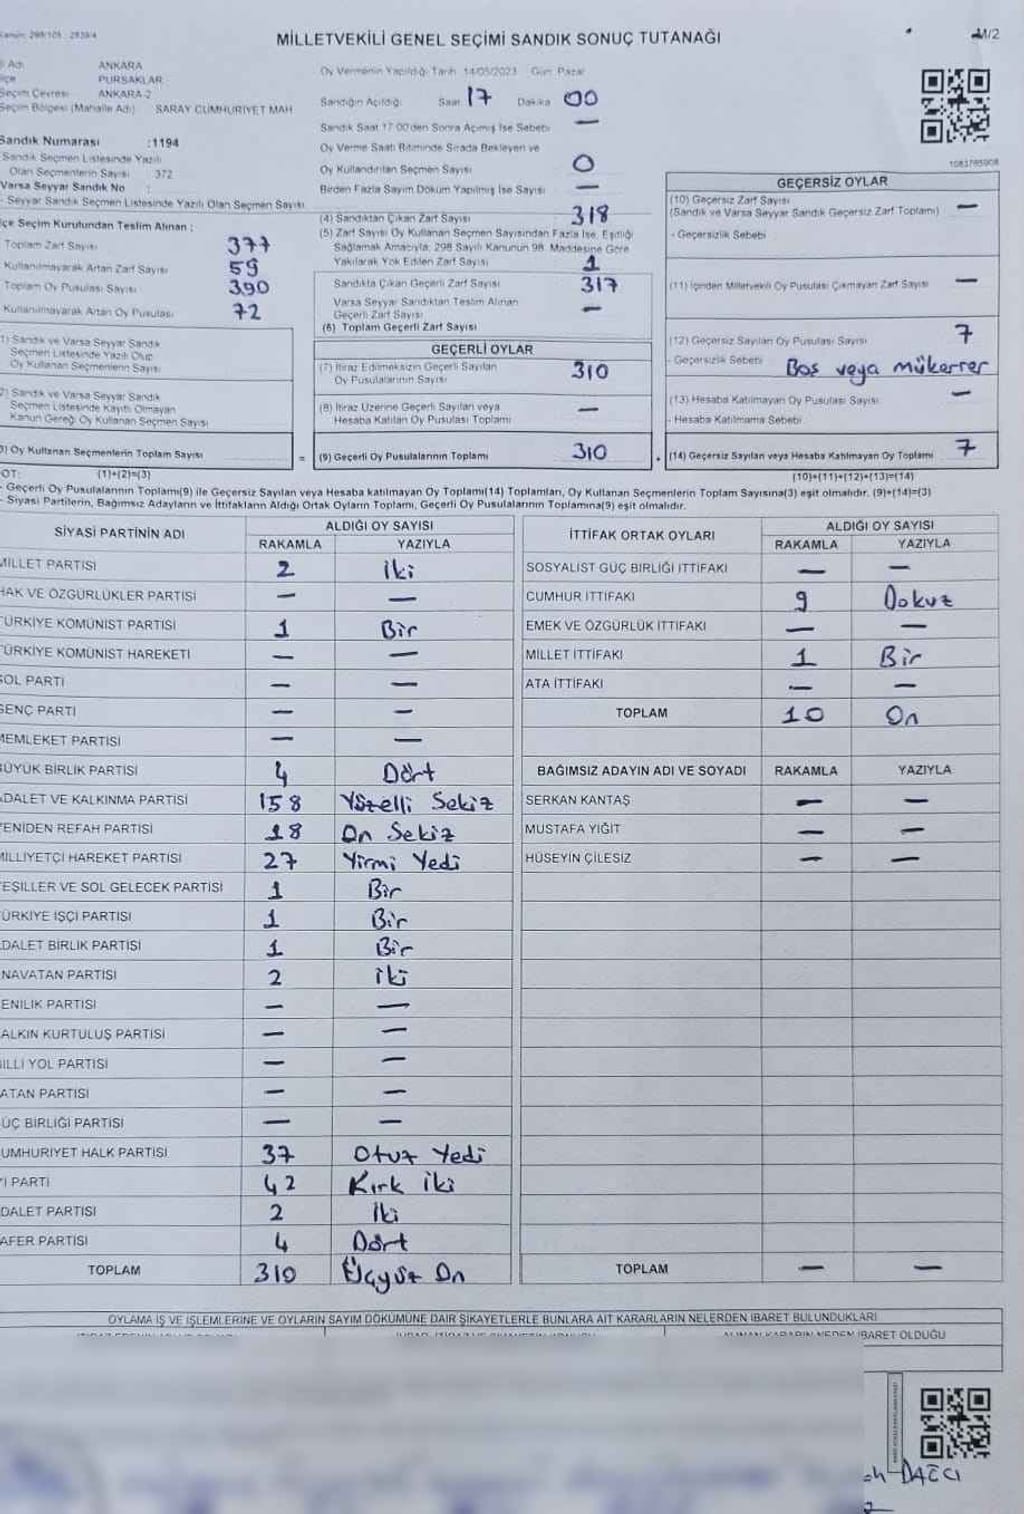 Kanun: 298/105 - 2839/4
MİLLETVEKİLİ GENEL SEÇİMİ SANDIK SONUÇ TUTANAĞI
M/2
Adı ANKARA
İlçe PURSAKLAR
Seçim Çevresi ANKARA-2
Seçim Bölgesi (Mahalle Adı) SARAY CUMHURİYET MAH
Sandık Numarası :1194
Sandık Seçmen Listesinde Yazılı
Olan Seçmenlerin Sayısı 372
Varsa Seyyar Sandık No :
- Seyyar Sandık Seçmen Listesinde Yazılı Olan Seçmen Sayısı
Oy Vermenin Yapıldığı Tarih 14/05/2023 Gün Pazar
Sandığın Açıldığı Saat 17 Dakika 00
Sandık Saat 17:00'den Sonra Açımış İse Sebebi —
Oy Verme Saati Bitiminde Sırada Bekleyen ve
Oy Kullandırılan Seçmen Sayısı 0
Birden Fazla Sayım Döküm Yapılmış İse Sayısı —
1083785908
İlçe Seçim Kurulundan Teslim Alınan ;
Toplam Zarf Sayısı 377
Kullanılmayarak Artan Zarf Sayısı 59
Toplam Oy Pusulası Sayısı 390
Kullanılmayarak Artan Oy Pusulası 72
(4) Sandıktan Çıkan Zarf Sayısı 318
(5) Zarf Sayısı Oy Kullanan Seçmen Sayısından Fazla İse, Eşitliği
Sağlamak Amacıyla, 298 Sayılı Kanunun 98. Maddesine Göre
Yakılarak Yok Edilen Zarf Sayısı 1
Sandıkta Çıkan Geçerli Zarf Sayısı 317
Varsa Seyyar Sandıktan Teslim Alınan
Geçerli Zarf Sayısı —
(6) Toplam Geçerli Zarf Sayısı
GEÇERSİZ OYLAR
(10) Geçersiz Zarf Sayısı —
(Sandık ve Varsa Seyyar Sandık Geçersiz Zarf Toplamı)
- Geçersizlik Sebebi
(11) İçinden Milletvekili Oy Pusulası Çıkmayan Zarf Sayısı —
(12) Geçersiz Sayılan Oy Pusulası Sayısı 7
- Geçersizlik Sebebi Boş veya mükerrer
(13) Hesaba Katılmayan Oy Pusulası Sayısı —
- Hesaba Katılmama Sebebi
(14) Geçersiz Sayılan veya Hesaba Katılmayan Oy Toplamı 7
(10)+(11)+(12)+(13)=(14)
1) Sandık ve Varsa Seyyar Sandık
Seçmen Listesinde Yazılı Olup
Oy Kullanan Seçmenlerin Sayısı
2) Sandık ve Varsa Seyyar Sandık
Seçmen Listesinde Kayıtlı Olmayan
Kanun Gereği Oy Kullanan Seçmen Sayısı
3) Oy Kullanan Seçmenlerin Toplam Sayısı =
(1)+(2)=(3)
GEÇERLİ OYLAR
(7) İtiraz Edilmeksizin Geçerli Sayılan
Oy Pusulalarının Sayısı 310
(8) İtiraz Üzerine Geçerli Sayılan veya
Hesaba Katılan Oy Pusulası Toplamı —
(9) Geçerli Oy Pusulalarının Toplamı 310 +
NOT:
- Geçerli Oy Pusulalarının Toplamı(9) ile Geçersiz Sayılan veya Hesaba katılmayan Oy Toplamı(14) Toplamları, Oy Kullanan Seçmenlerin Toplam Sayısına(3) eşit olmalıdır. (9)+(14)=(3)
- Siyasi Partilerin, Bağımsız Adayların ve İttifakların Aldığı Ortak Oyların Toplamı, Geçerli Oy Pusulalarının Toplamına(9) eşit olmalıdır.
SİYASİ PARTİNİN ADI ALDIĞI OY SAYISI
RAKAMLA YAZIYLA
MİLLET PARTİSİ 2 İki
HAK VE ÖZGÜRLÜKLER PARTİSİ — —
TÜRKİYE KOMÜNİST PARTİSİ 1 Bir
TÜRKİYE KOMÜNİST HAREKETİ — —
SOL PARTİ — —
GENÇ PARTİ — —
MEMLEKET PARTİSİ — —
BÜYÜK BİRLİK PARTİSİ 4 Dört
ADALET VE KALKINMA PARTİSİ 158 Yüzelli Sekiz
YENİDEN REFAH PARTİSİ 18 On Sekiz
MİLLİYETÇİ HAREKET PARTİSİ 27 Yirmi Yedi
YEŞİLLER VE SOL GELECEK PARTİSİ 1 Bir
TÜRKİYE İŞÇİ PARTİSİ 1 Bir
ADALET BİRLİK PARTİSİ 1 Bir
ANAVATAN PARTİSİ 2 iki
YENİLİK PARTİSİ — —
HALKIN KURTULUŞ PARTİSİ — —
MİLLİ YOL PARTİSİ — —
VATAN PARTİSİ — —
GÜÇ BİRLİĞİ PARTİSİ — —
CUMHURİYET HALK PARTİSİ 37 Otuz Yedi
İYİ PARTİ 42 Kırk iki
ADALET PARTİSİ 2 İki
ZAFER PARTİSİ 4 Dört
TOPLAM 310 Üçyüz On
İTTİFAK ORTAK OYLARI ALDIĞI OY SAYISI
RAKAMLA YAZIYLA
SOSYALİST GÜÇ BİRLİĞİ İTTİFAKI — —
CUMHUR İTTİFAKI 9 Dokuz
EMEK VE ÖZGÜRLÜK İTTİFAKI — —
MİLLET İTTİFAKI 1 Bir
ATA İTTİFAKI — —
TOPLAM 10 On
BAĞIMSIZ ADAYIN ADI VE SOYADI RAKAMLA YAZIYLA
SERKAN KANTAŞ — —
MUSTAFA YİĞİT — —
HÜSEYİN ÇİLESİZ — —
TOPLAM — —
OYLAMA İŞ VE İŞLEMLERİNE VE OYLARIN SAYIM DÖKÜMÜNE DAİR ŞİKAYETLERLE BUNLARA AİT KARARLARIN NELERDEN İBARET BULUNDUKLARI
ALINAN KARARIN NEDEN İBARET OLDUĞU
DAĞCI